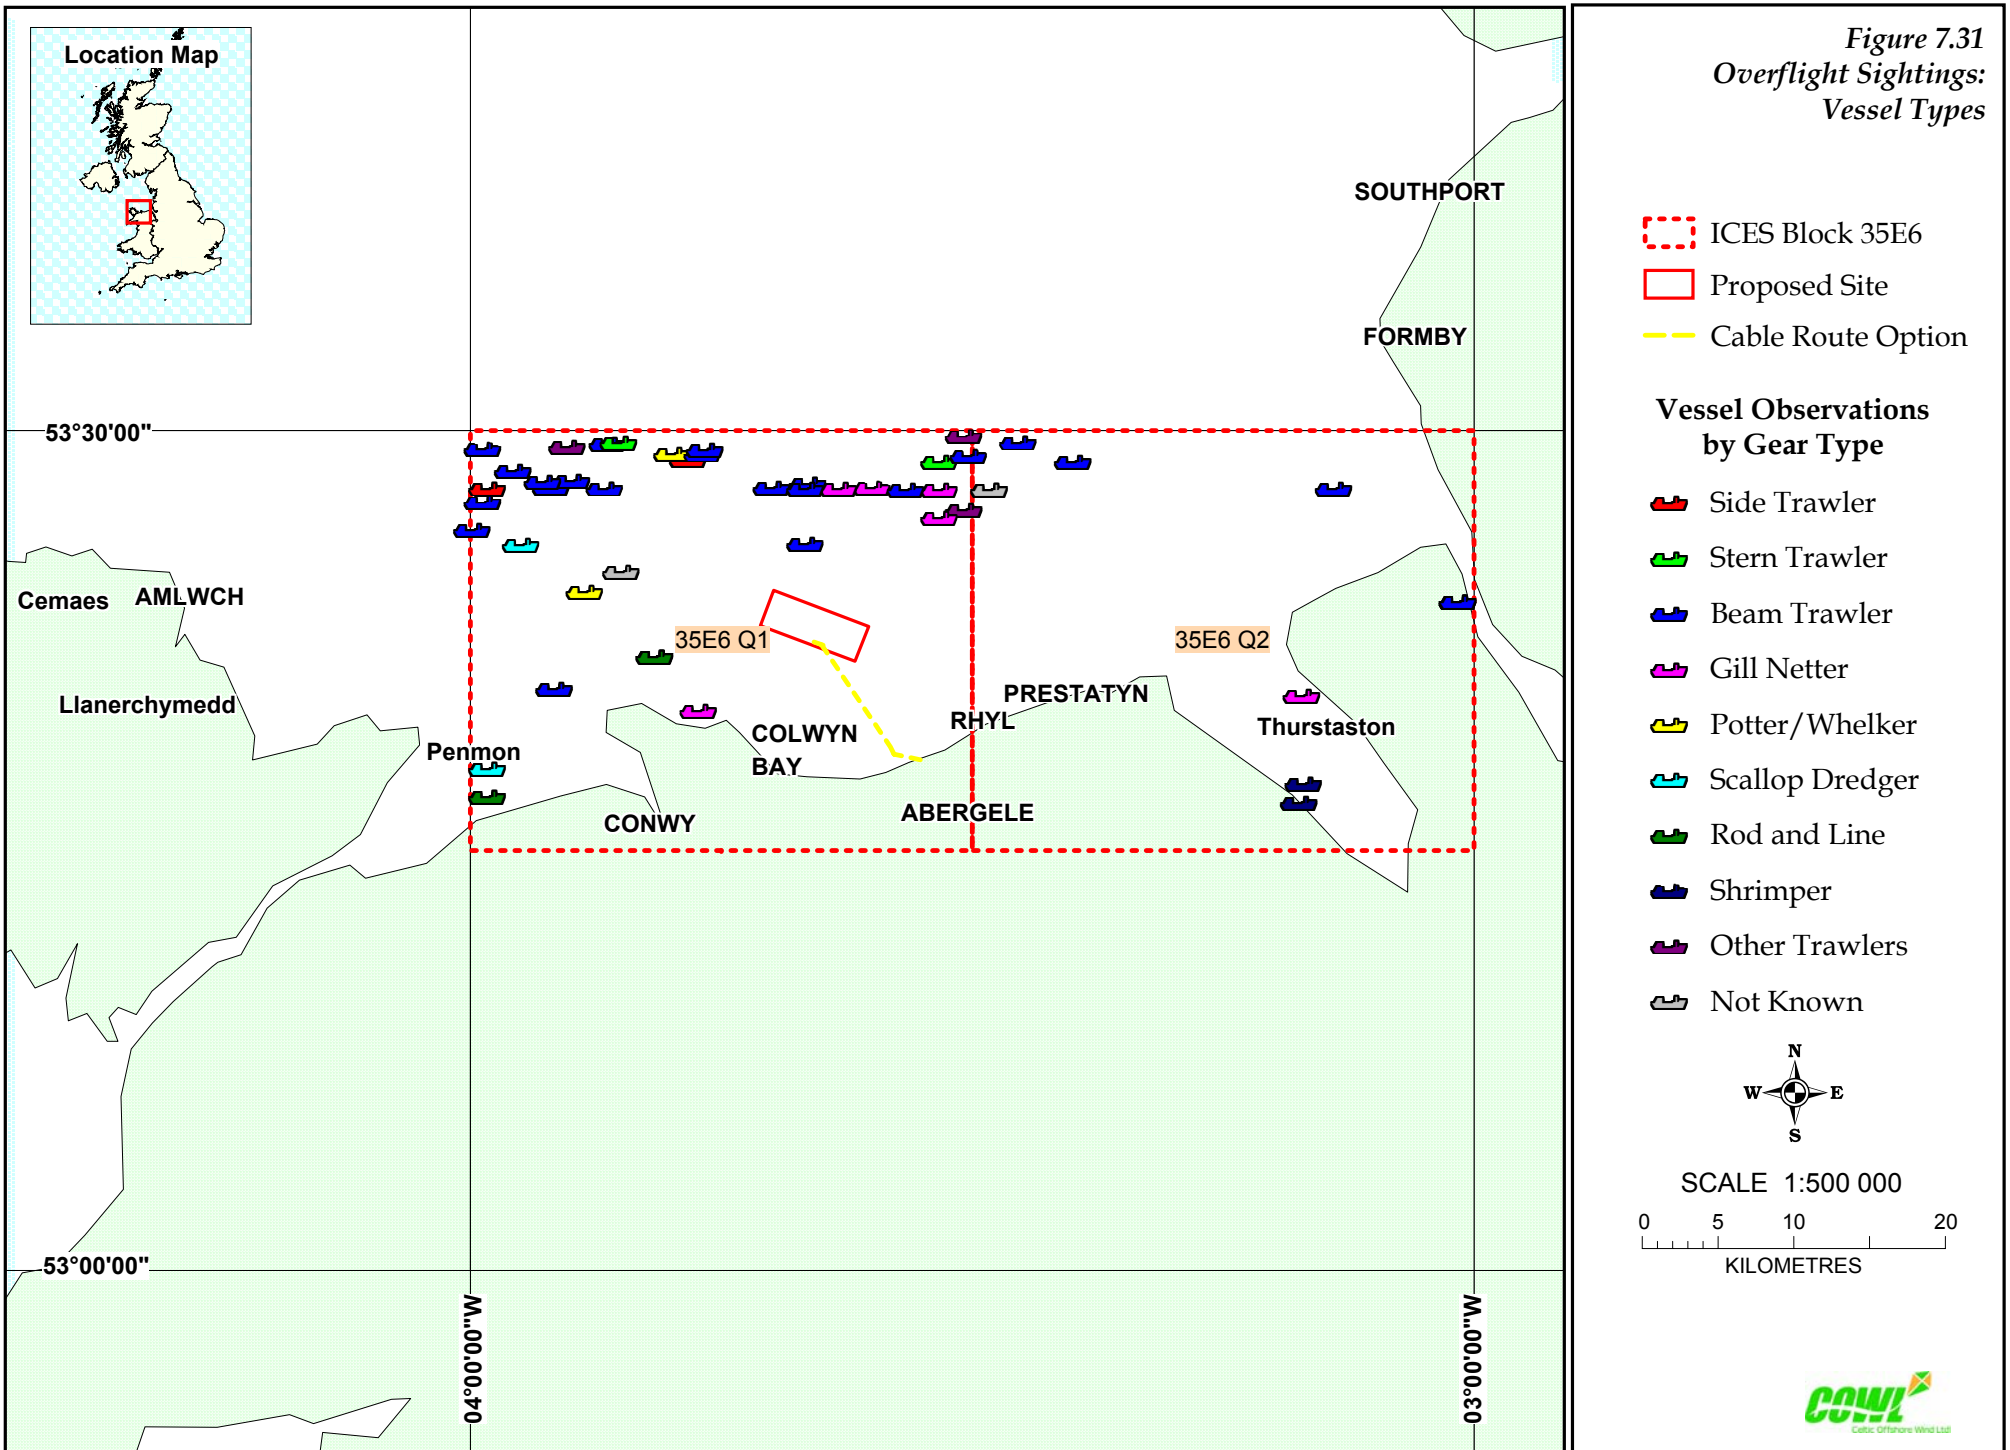 Location Map
Figure 7.31
Overflight Sightings:
Vessel Types
SOUTHPORT
ICES Block 35E6
Proposed Site
FORMBY
Cable Route Option
Vessel Observations
by Gear Type
53°30'00"
Side Trawler
Stern Trawler
Cemaes
AMLWCH
Beam Trawler
35E6 Q1
35E6 Q2
Gill Netter
Llanerchymedd
PRESTATYN
RHYL
Thurstaston
Potter/Whelker
COLWYN
BAY
Penmon
Scallop Dredger
CONWY
ABERGELE
Rod and Line
Shrimper
Other Trawlers
Not Known
N
W
E
S
SCALE 1:500 000
0 5 10 20
KILOMETRES
53°00'00"
04°00'00"W
03°00'00"W
COWL
Celtic Offshore Wind Ltd